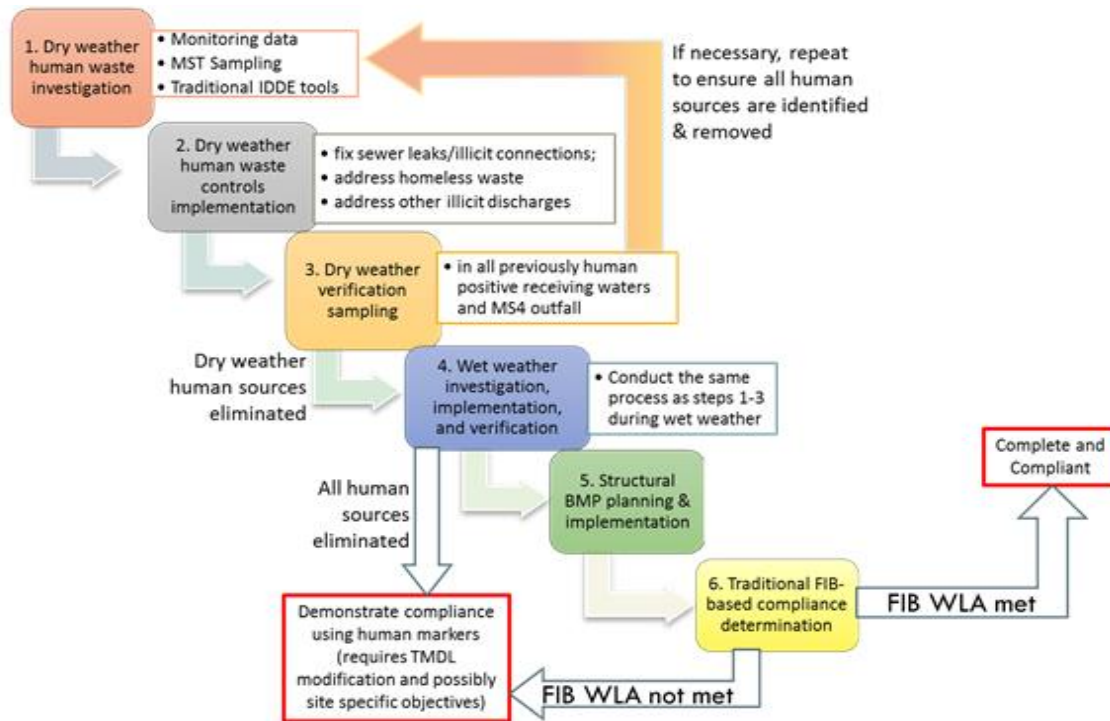 1. Dry weather
human waste
investigation
• Monitoring data
• MST Sampling
• Traditional IDDE tools
If necessary, repeat
to ensure all human
sources are identified
& removed
2. Dry weather
human waste
controls
implementation
• fix sewer leaks/illicit connections;
• address homeless waste
• address other illicit discharges
3. Dry weather
verification
sampling
• in all previously human
positive receiving waters
and MS4 outfall
Dry weather
human sources
eliminated
4. Wet weather
investigation,
implementation,
and verification
• Conduct the same
process as steps 1-3
during wet weather
All human
sources
eliminated
5. Structural
BMP planning &
implementation
Complete and
Compliant
6. Traditional FIB-
based compliance
determination
FIB WLA met
Demonstrate compliance
using human markers
(requires TMDL
modification and possibly
site specific objectives)
FIB WLA not met